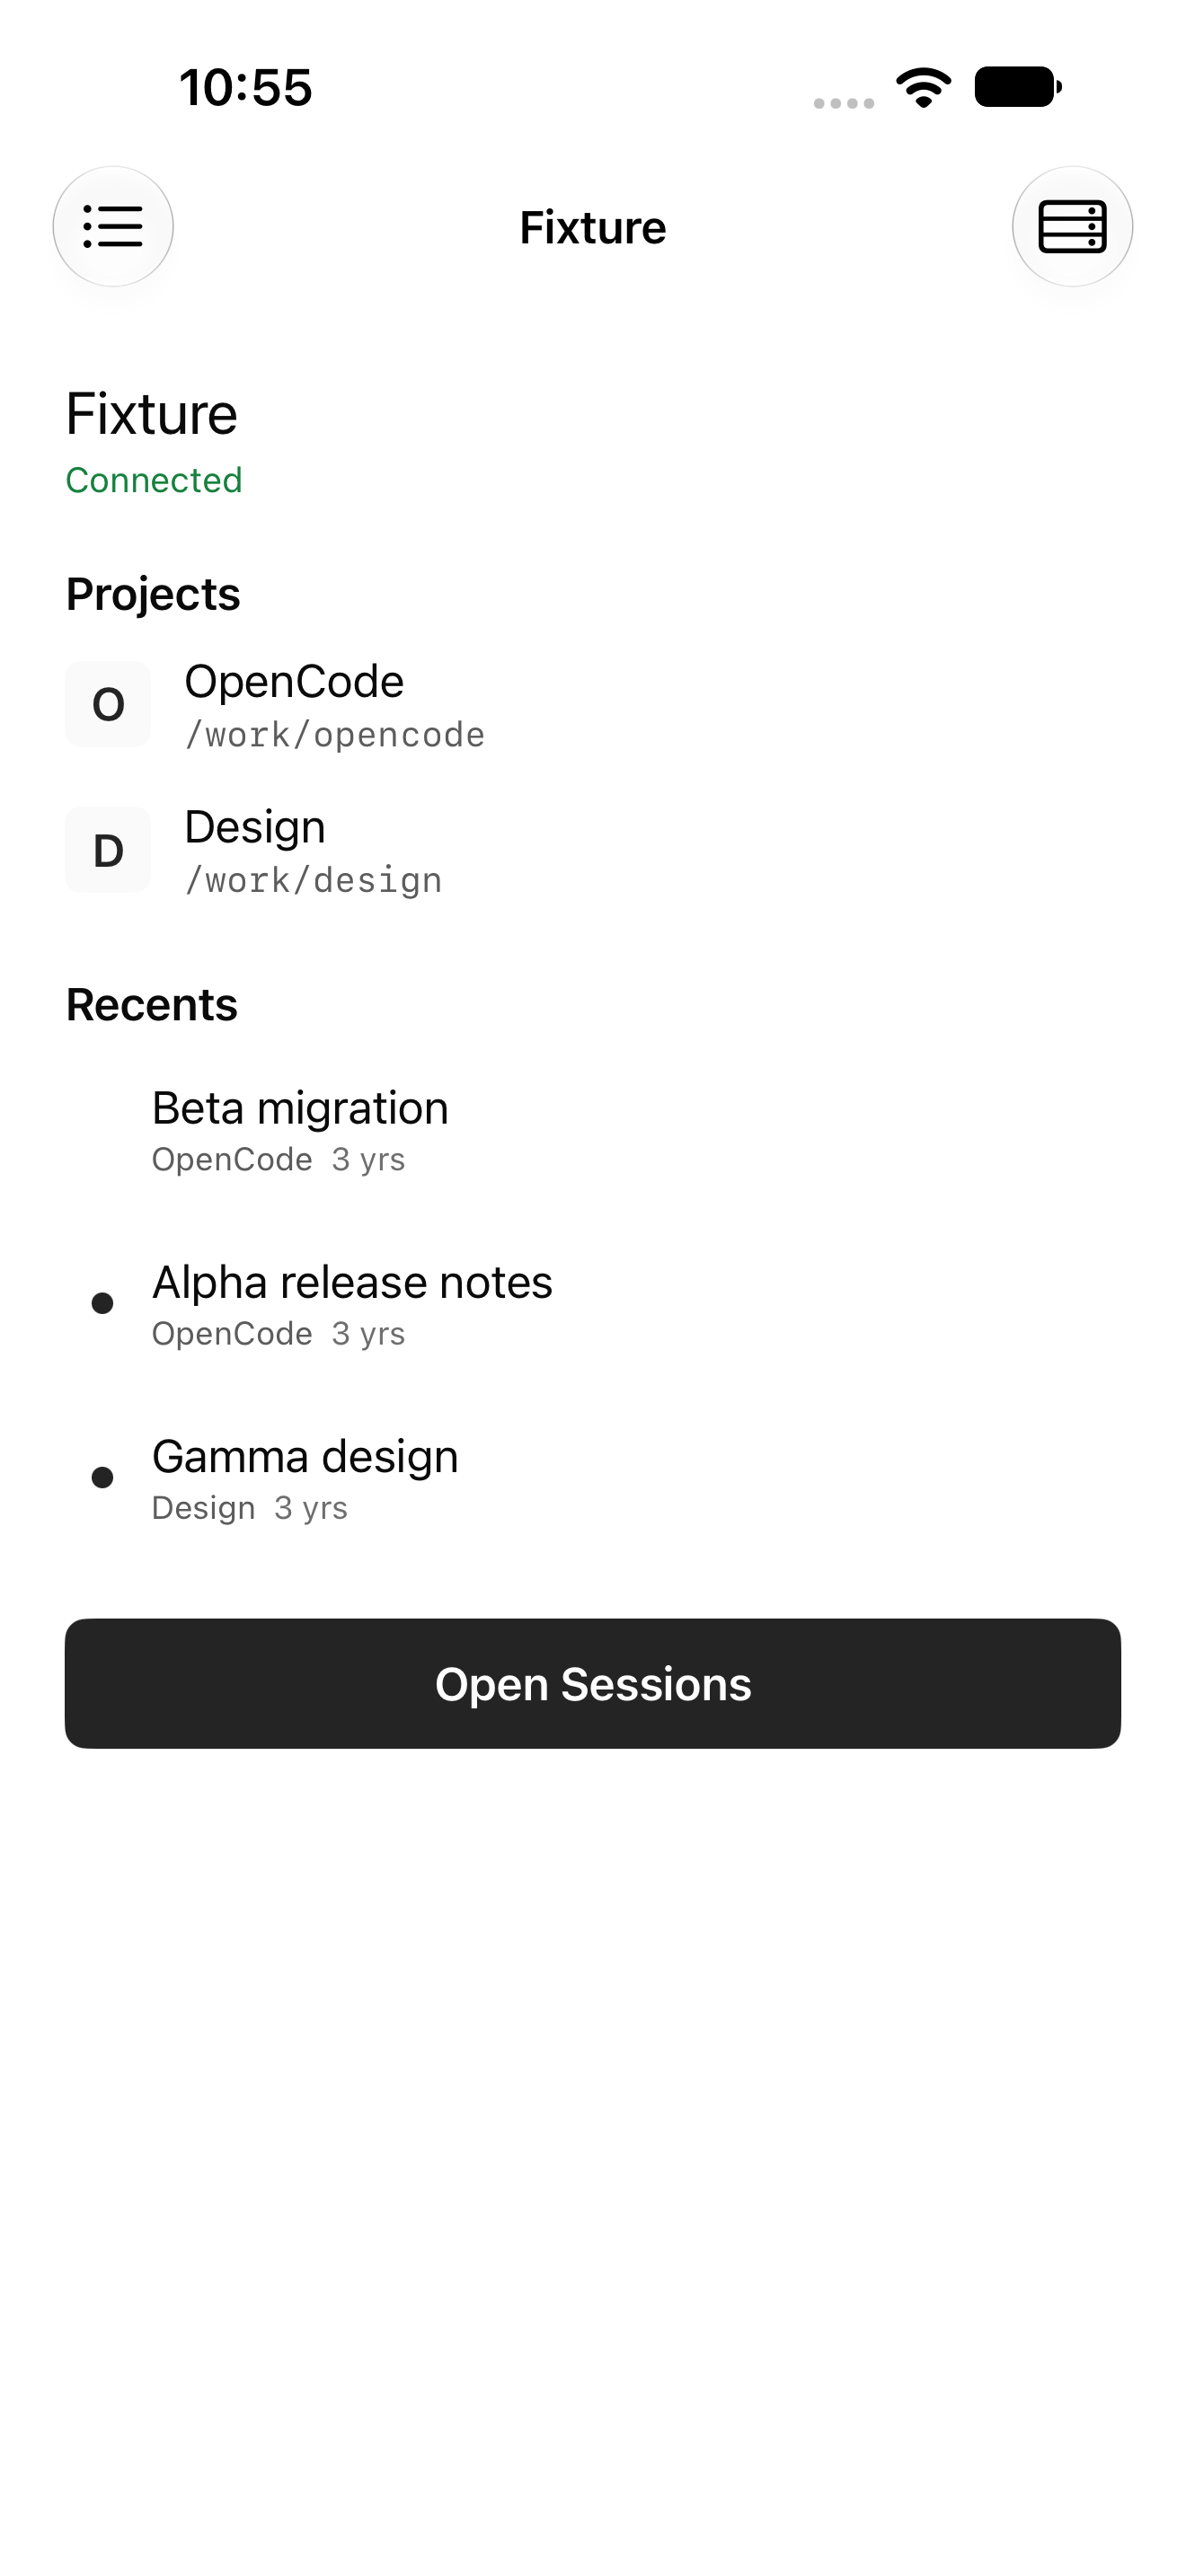 10:55
Fixture
Fixture
Connected
Projects
O
OpenCode
/work/opencode
D
Design
/work/design
Recents
Beta migration
OpenCode 3 yrs
Alpha release notes
OpenCode 3 yrs
Gamma design
Design 3 yrs
Open Sessions